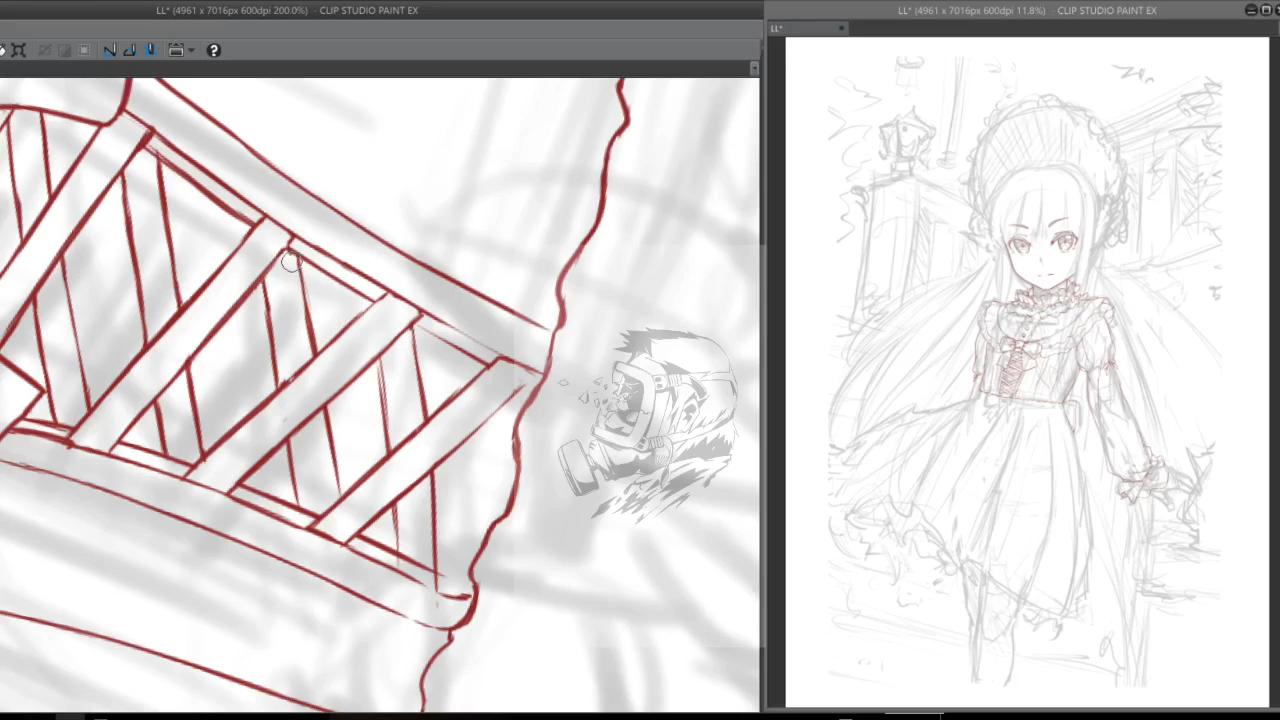 LL* (4961 x 7016px 600dpi 200.0%) - CLIP STUDIO PAINT EX
LL* (4961 x 7016px 600dpi 11.8%) - CLIP STUDIO PAINT EX
LL*